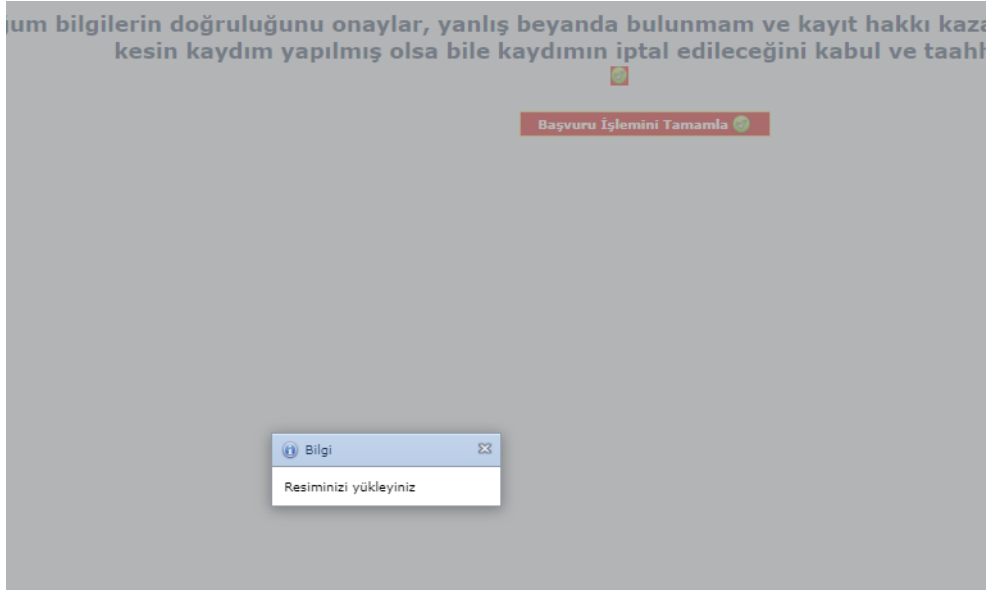 bilgilerin doğruluğunu onaylar, yanlış beyanda bulunmam ve kayıt hakkı
kesin kaydım yapılmış olsa bile kaydımın iptal edileceğini kabul ve
Başvuru İşlemini Tamamla
Bilgi
Resiminizi yükleyiniz